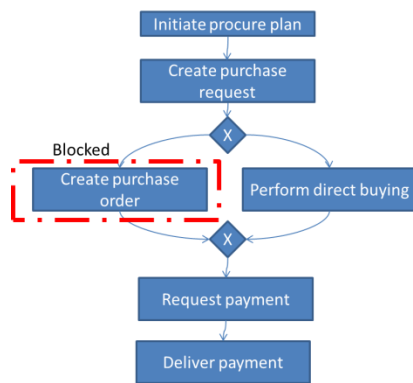 Initiate procure plan
Create purchase
request
X
Blocked
Create purchase
order
Perform direct buying
X
Request payment
Deliver payment